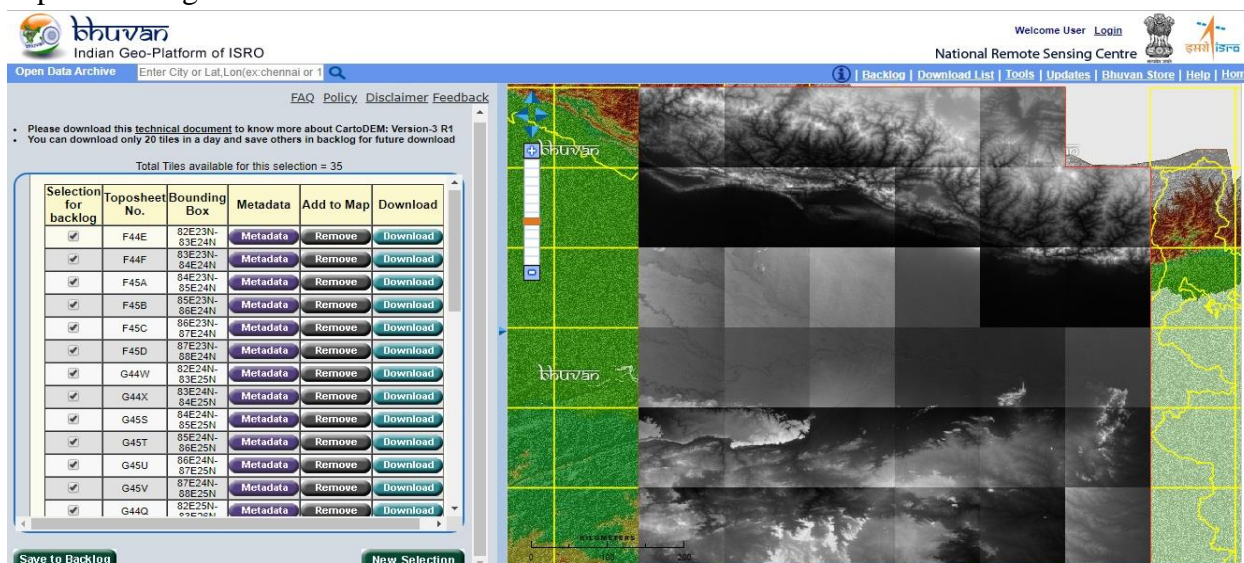 bhuvan
Indian Geo-Platform of ISRO
Welcome User Login
National Remote Sensing Centre
इसरो isro
Open Data Archive Enter City or Lat,Lon(ex:chennai or 1
| Backlog | Download List | Tools | Updates | Bhuvan Store | Help | Hom
FAQ Policy Disclaimer Feedback
Please download this technical document to know more about CartoDEM: Version-3 R1
You can download only 20 tiles in a day and save others in backlog for future download
Total Tiles available for this selection = 35
Selection for backlog Toposheet No. Bounding Box Metadata Add to Map Download
F44E 82E23N-83E24N Metadata Remove Download
F44F 83E23N-84E24N Metadata Remove Download
F45A 84E23N-85E24N Metadata Remove Download
F45B 85E23N-86E24N Metadata Remove Download
F45C 86E23N-87E24N Metadata Remove Download
F45D 87E23N-88E24N Metadata Remove Download
G44W 82E24N-83E25N Metadata Remove Download
G44X 83E24N-84E25N Metadata Remove Download
G45S 84E24N-85E25N Metadata Remove Download
G45T 85E24N-86E25N Metadata Remove Download
G45U 86E24N-87E25N Metadata Remove Download
G45V 87E24N-88E25N Metadata Remove Download
G44Q 82E25N-83E26N Metadata Remove Download
Save to Backlog New Selection
bhuvan
bhuvan
KILOMETERS
0 100 200